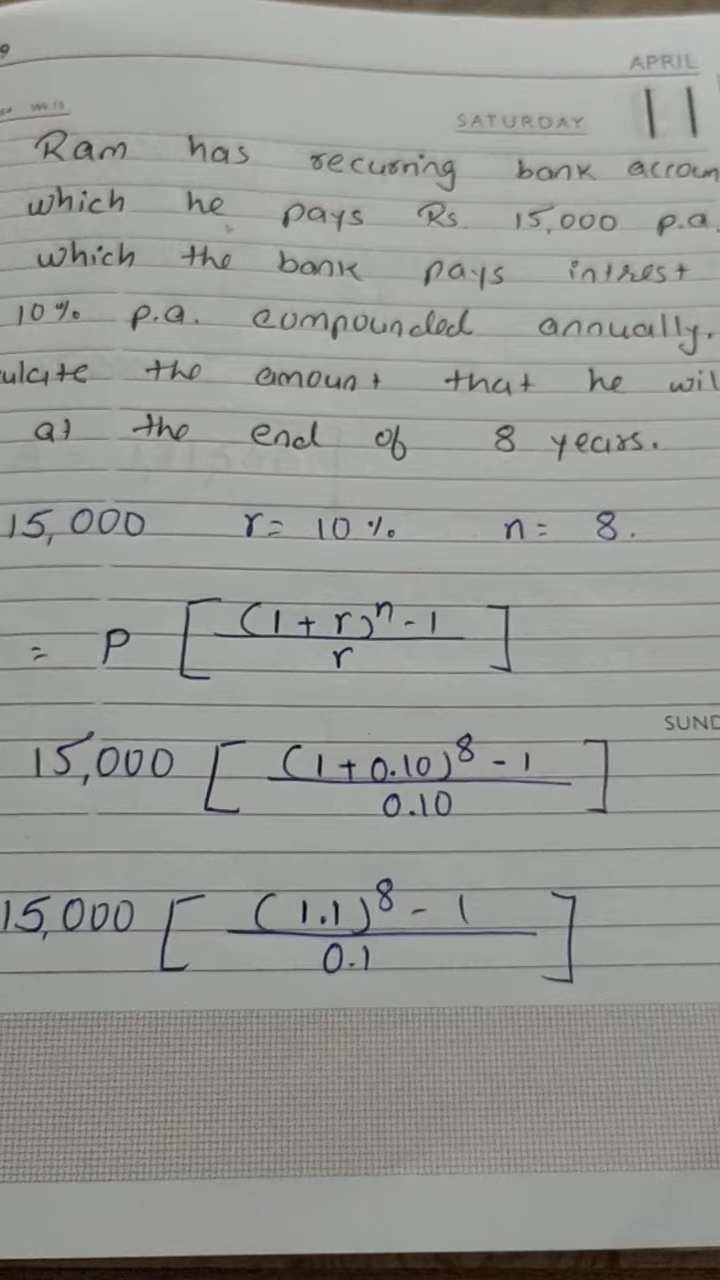 9
APRIL
SATURDAY 11
Ram has recurring bank accoun
which he pays Rs. 15,000 p.a.
which the bank pays intrest
10% p.a. compounded annually.
ulate the amount that he wil
at the end of 8 years.
15,000 r= 10% n= 8.
= P [ (1 + r)ⁿ - 1 / r ]
SUND
15,000 [ (1 + 0.10)⁸ - 1 / 0.10 ]
15,000 [ (1.1)⁸ - 1 / 0.1 ]